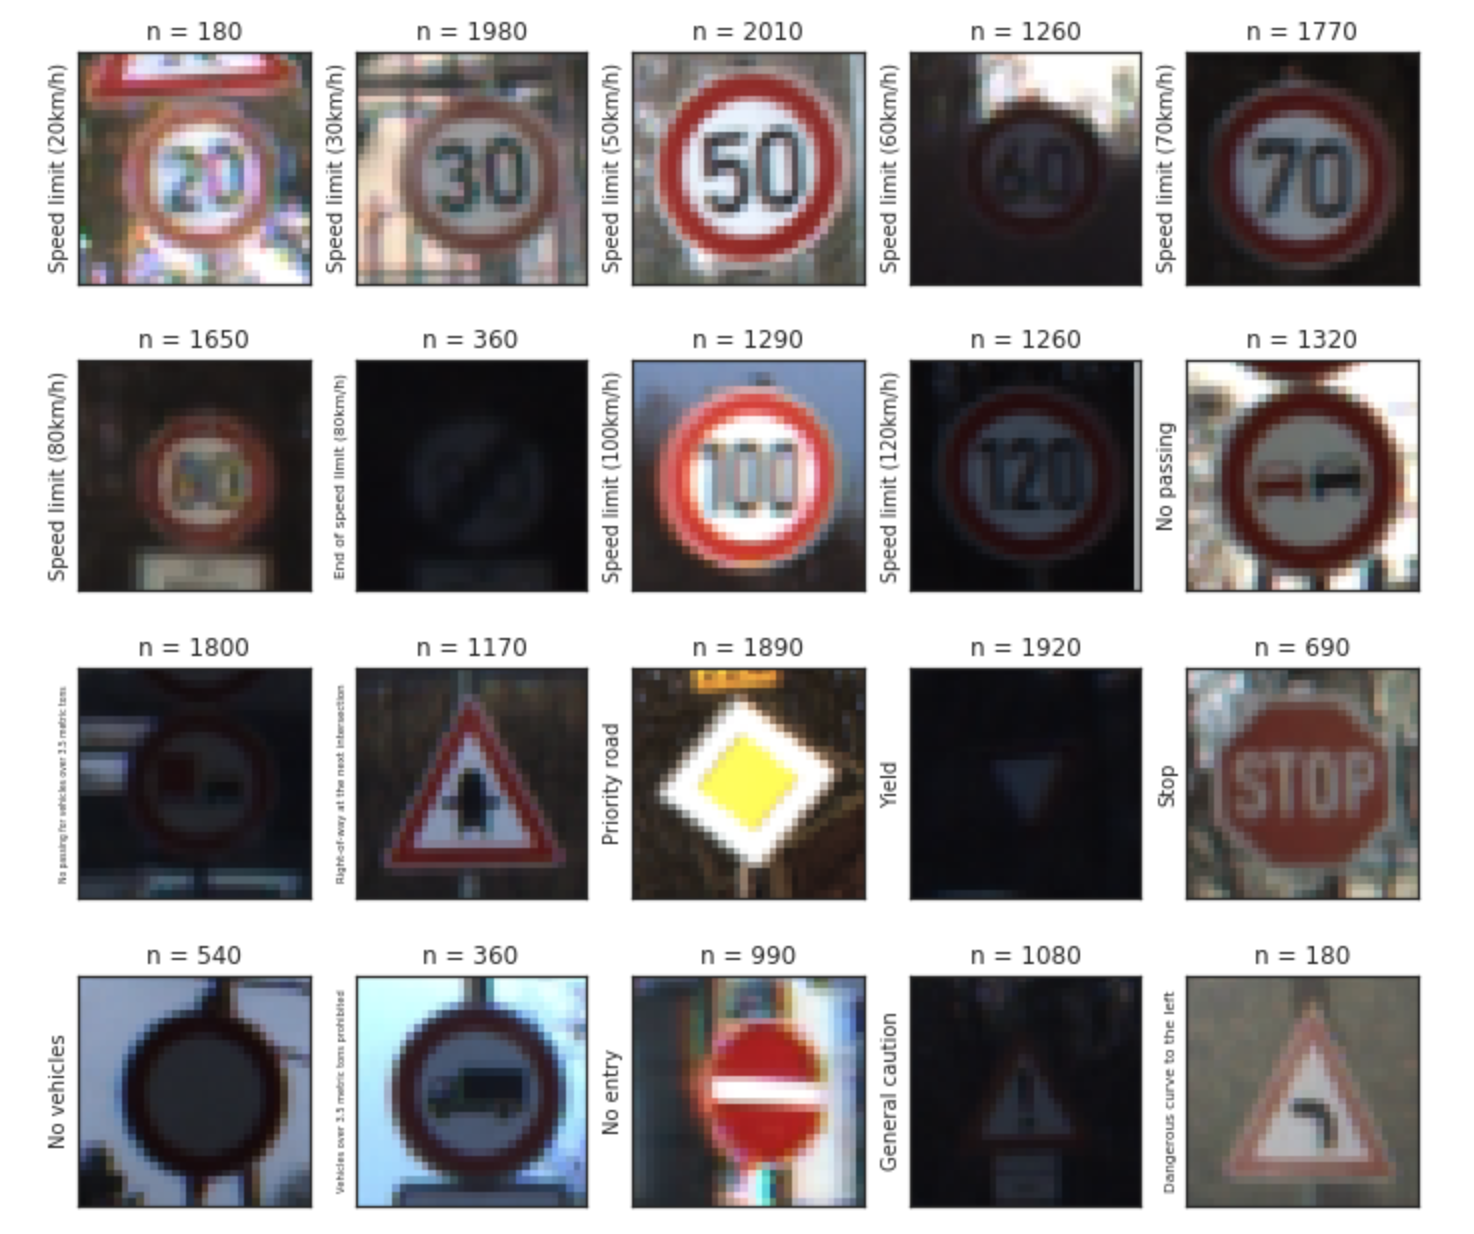 n = 180
n = 1980
n = 2010
n = 1260
n = 1770
Speed limit (20km/h)
20
Speed limit (30km/h)
30
Speed limit (50km/h)
50
Speed limit (60km/h)
60
Speed limit (70km/h)
70
n = 1650
n = 360
n = 1290
n = 1260
n = 1320
Speed limit (80km/h)
80
End of speed limit (80km/h)
Speed limit (100km/h)
100
Speed limit (120km/h)
120
No passing
n = 1800
n = 1170
n = 1890
n = 1920
n = 690
No passing for vehicles over 3.5 metric tons
Right-of-way at the next intersection
Priority road
Yield
Stop
STOP
n = 540
n = 360
n = 990
n = 1080
n = 180
No vehicles
Vehicles over 3.5 metric tons prohibited
No entry
General caution
Dangerous curve to the left